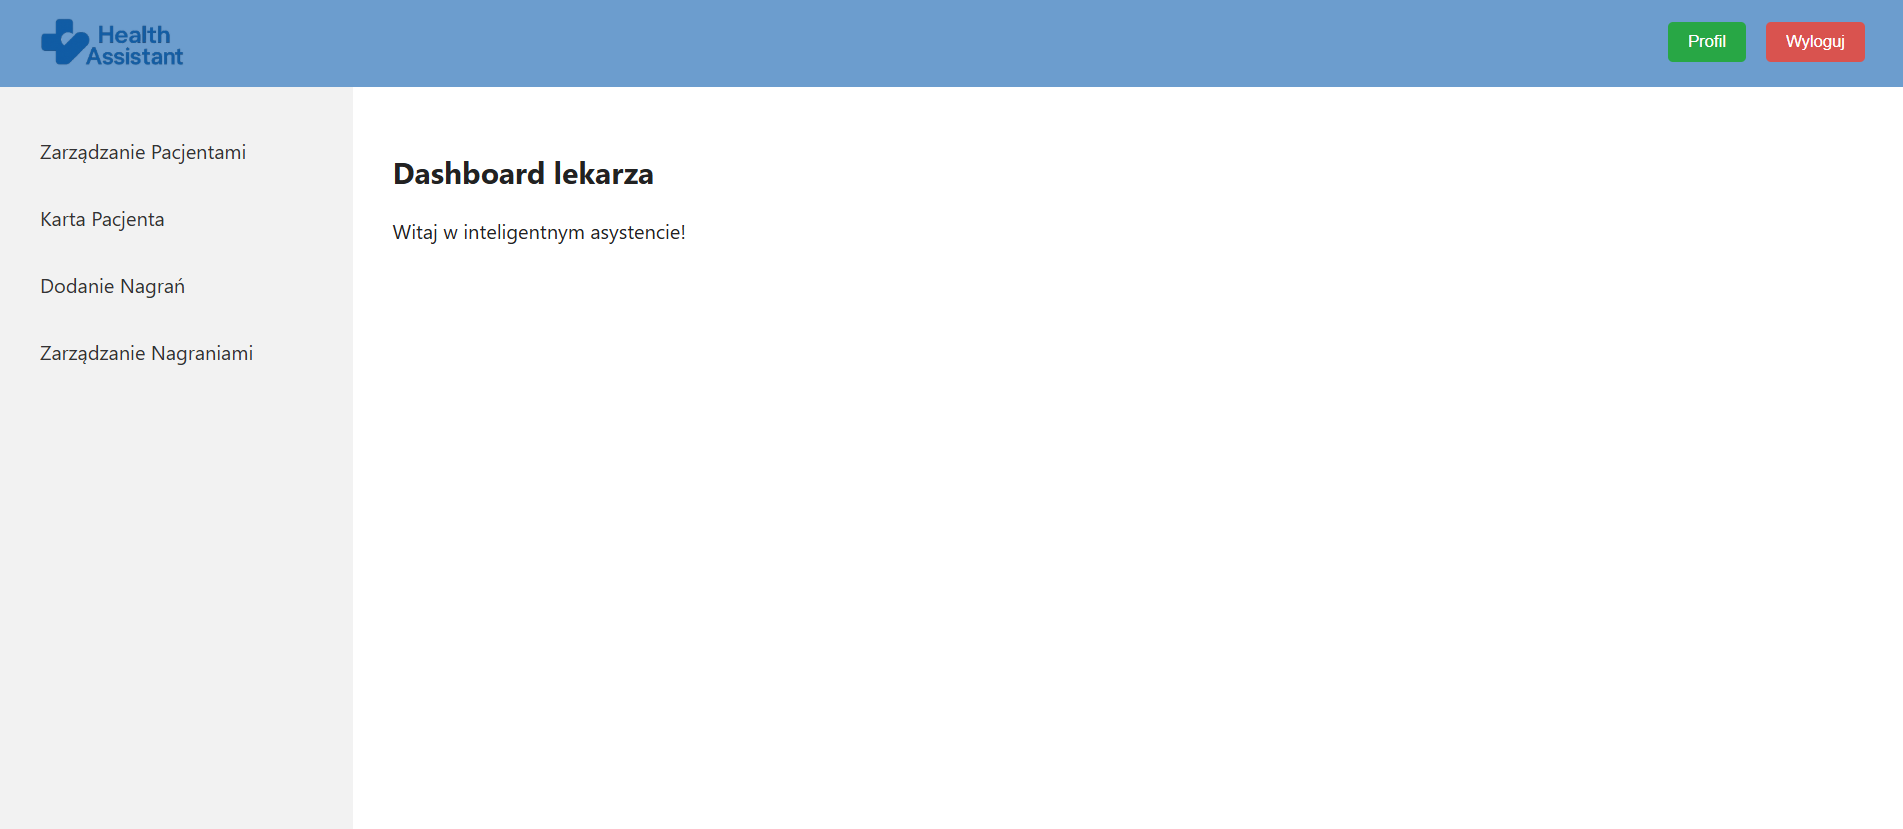 Health
Assistant
Profil
Wyloguj
Zarządzanie Pacjentami
Karta Pacjenta
Dodanie Nagrań
Zarządzanie Nagraniami
Dashboard lekarza
Witaj w inteligentnym asystencie!